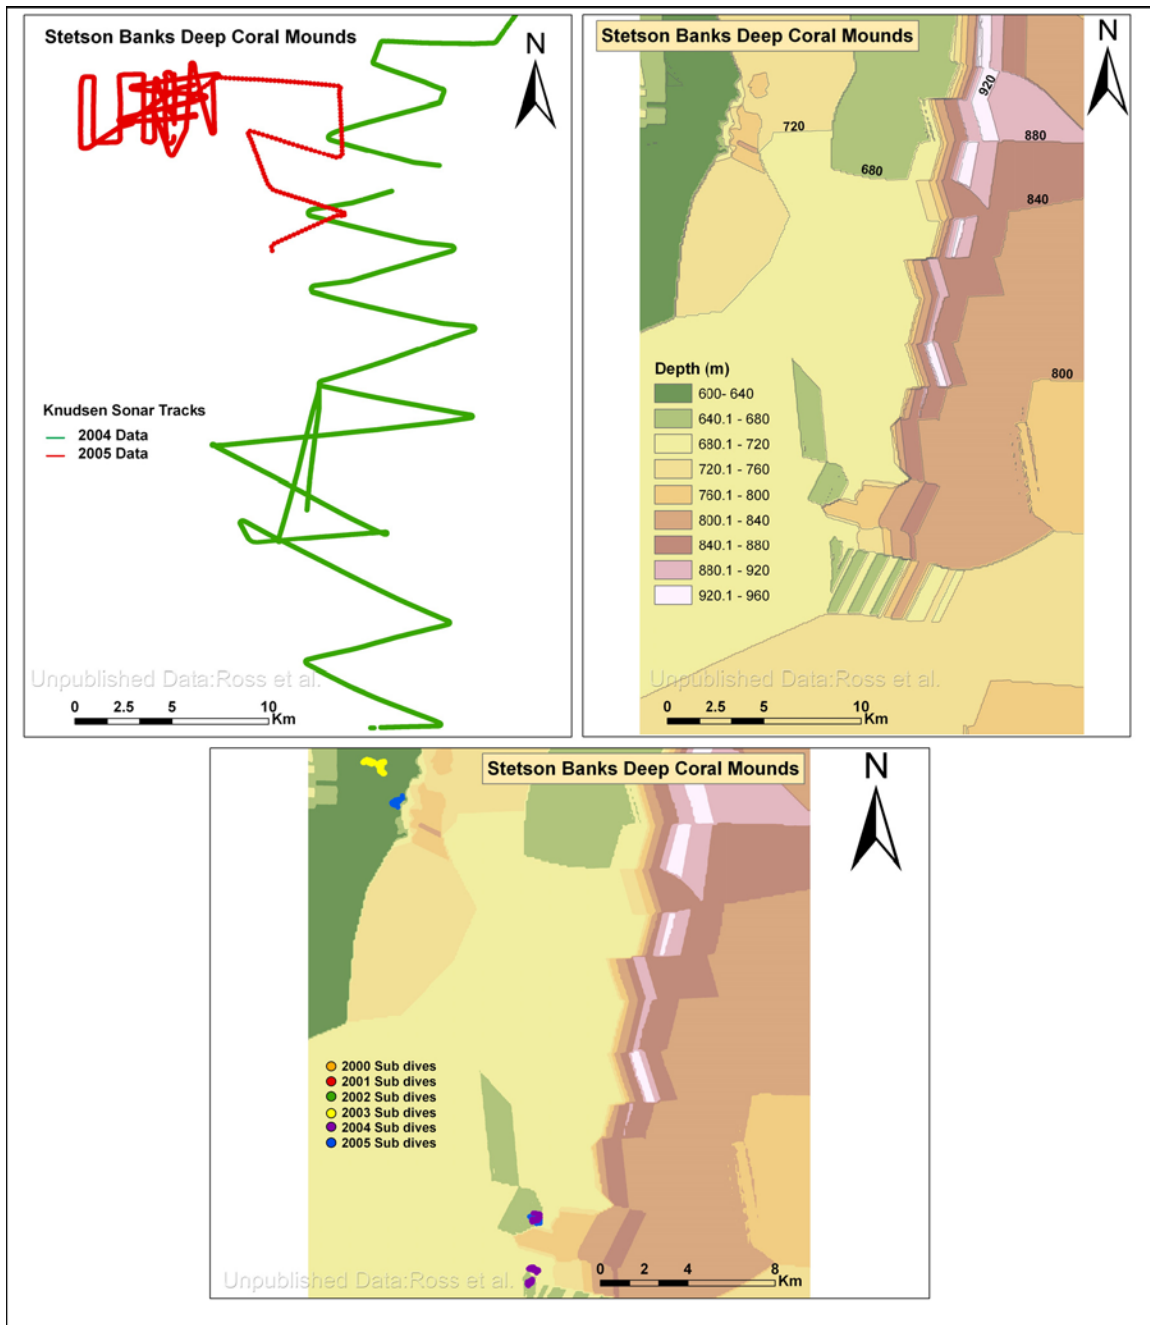 Stetson Banks Deep Coral Mounds
N
Knudsen Sonar Tracks
2004 Data
2005 Data
Unpublished Data:Ross et al.
0 2.5 5 10
Km
Stetson Banks Deep Coral Mounds
N
920
720
880
680
840
800
Depth (m)
600- 640
640.1 - 680
680.1 - 720
720.1 - 760
760.1 - 800
800.1 - 840
840.1 - 880
880.1 - 920
920.1 - 960
Unpublished Data:Ross et al.
0 2.5 5 10
Km
Stetson Banks Deep Coral Mounds
N
2000 Sub dives
2001 Sub dives
2002 Sub dives
2003 Sub dives
2004 Sub dives
2005 Sub dives
Unpublished Data:Ross et al.
0 2 4 8
Km